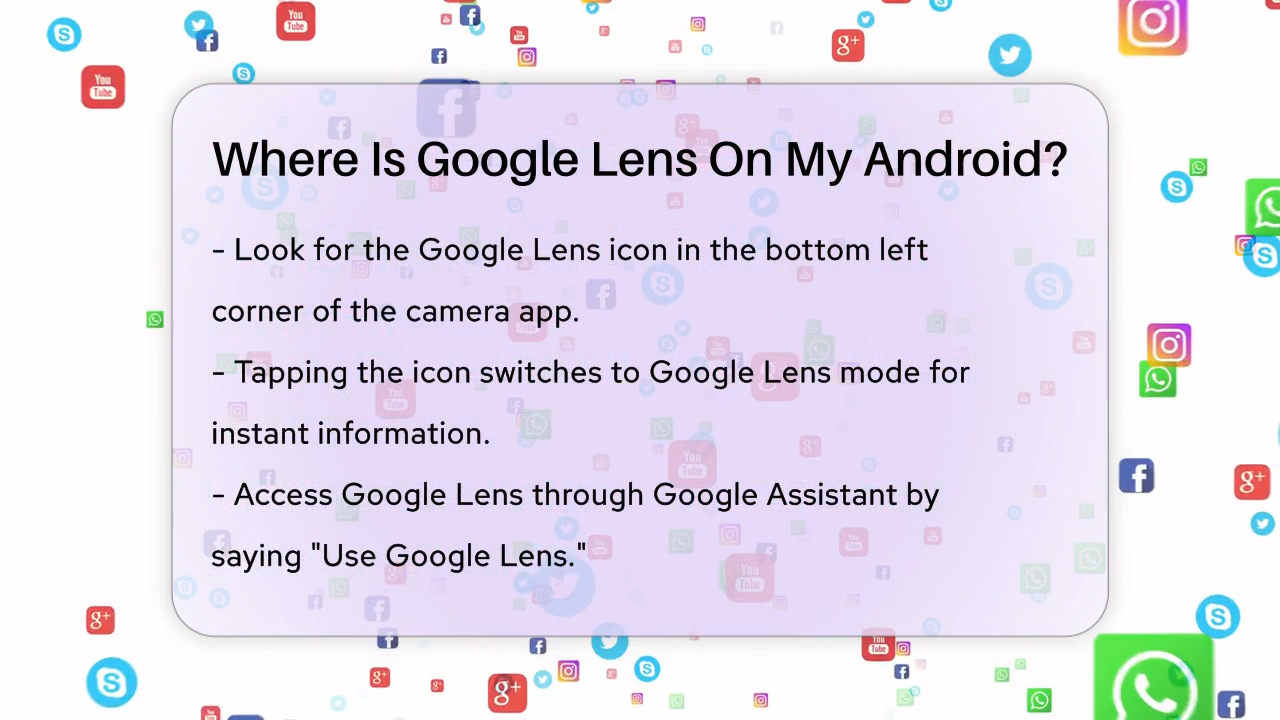 Where Is Google Lens On My Android?
– Look for the Google Lens icon in the bottom left
corner of the camera app.
– Tapping the icon switches to Google Lens mode for
instant information.
– Access Google Lens through Google Assistant by
saying "Use Google Lens."